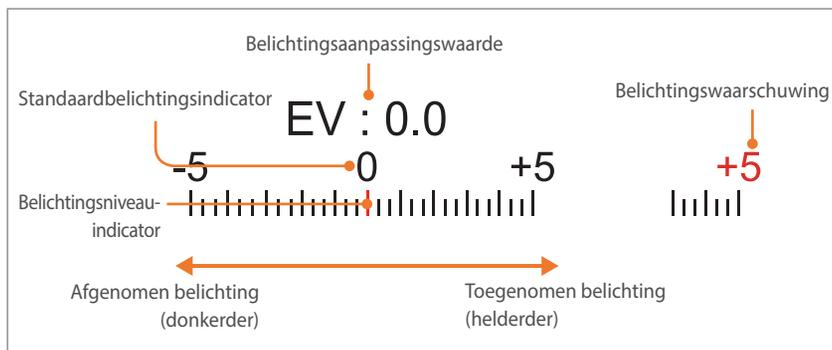 Belichtingsaanpassingswaarde
Standaardbelichtingsindicator
Belichtingswaarschuwing
EV : 0.0
-5 0 +5 +5
Belichtingsniveau-
indicator
Afgenomen belichting
(donkerder)
Toegenomen belichting
(helderder)